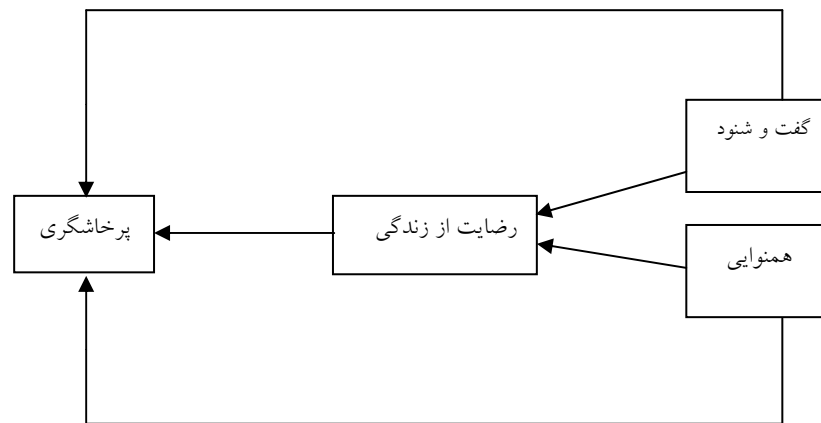 گفت و شنود
رضایت از زندگی
پرخاشگری
همنوایی